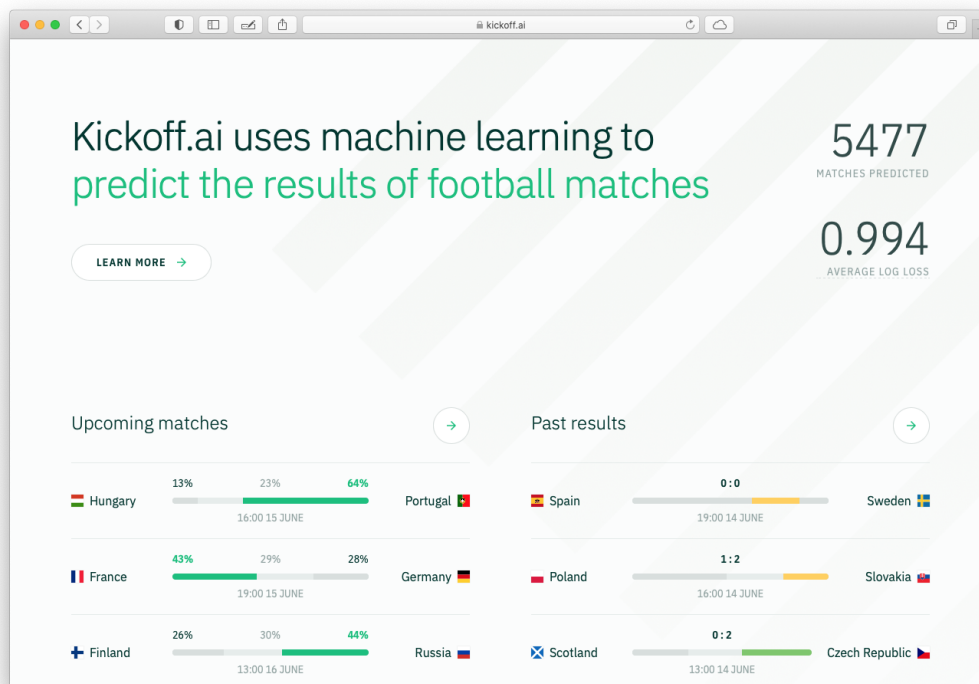 kickoff.ai
Kickoff.ai uses machine learning to
predict the results of football matches
LEARN MORE →
5477
MATCHES PREDICTED
0.994
AVERAGE LOG LOSS
Upcoming matches
13% 23% 64%
Hungary Portugal
16:00 15 JUNE
43% 29% 28%
France Germany
19:00 15 JUNE
26% 30% 44%
Finland Russia
13:00 16 JUNE
Past results
0 : 0
Spain Sweden
19:00 14 JUNE
1 : 2
Poland Slovakia
16:00 14 JUNE
0 : 2
Scotland Czech Republic
13:00 14 JUNE